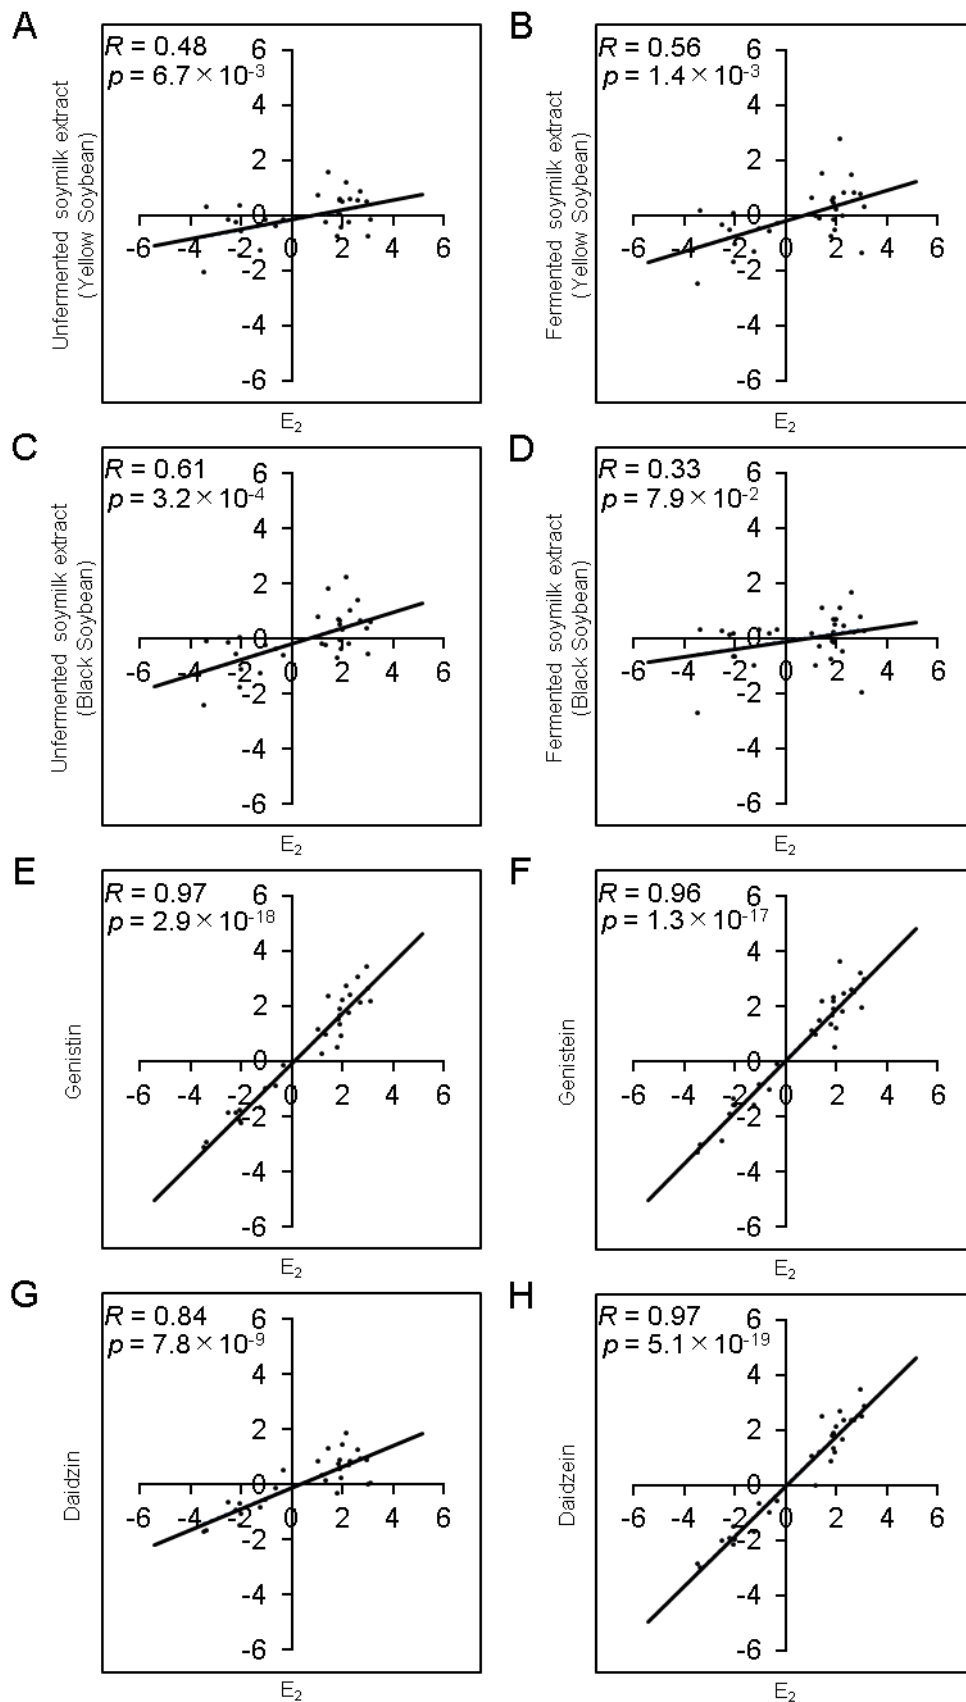 A
R = 0.48
p = 6.7×10-3
Unfermented soymilk extract
(Yellow Soybean)
6
4
2
0
-2
-4
-6
-6 -4 -2 0 2 4 6
E2
B
R = 0.56
p = 1.4×10-3
Fermented soymilk extract
(Yellow Soybean)
6
4
2
0
-2
-4
-6
-6 -4 -2 0 2 4 6
E2
C
R = 0.61
p = 3.2×10-4
Unfermented soymilk extract
(Black Soybean)
6
4
2
0
-2
-4
-6
-6 -4 -2 0 2 4 6
E2
D
R = 0.33
p = 7.9×10-2
Fermented soymilk extract
(Black Soybean)
6
4
2
0
-2
-4
-6
-6 -4 -2 0 2 4 6
E2
E
R = 0.97
p = 2.9×10-18
Genistin
6
4
2
0
-2
-4
-6
-6 -4 -2 0 2 4 6
E2
F
R = 0.96
p = 1.3×10-17
Genistein
6
4
2
0
-2
-4
-6
-6 -4 -2 0 2 4 6
E2
G
R = 0.84
p = 7.8×10-9
Daidzin
6
4
2
0
-2
-4
-6
-6 -4 -2 0 2 4 6
E2
H
R = 0.97
p = 5.1×10-19
Daidzein
6
4
2
0
-2
-4
-6
-6 -4 -2 0 2 4 6
E2